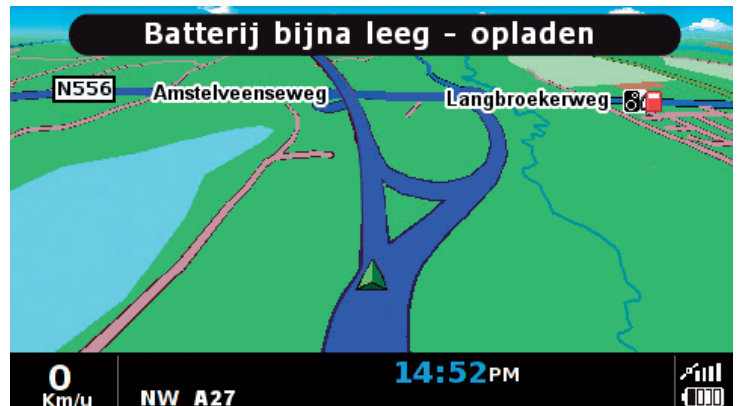 Batterij bijna leeg - opladen
N556 Amstelveenseweg Langbroekerweg
14:52PM
0
Km/u NW A27